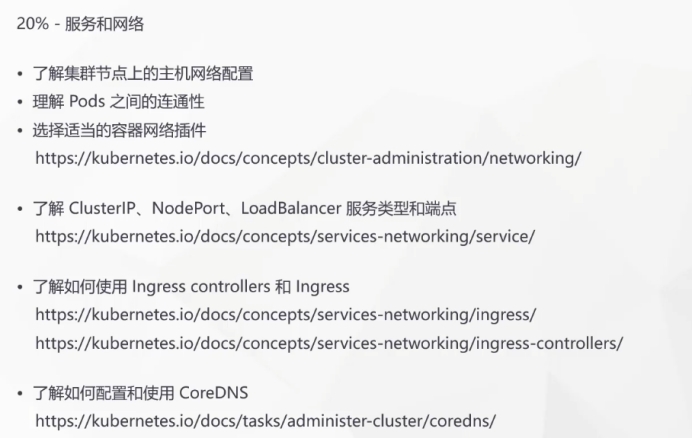 20% - 服务和网络
• 了解集群节点上的主机网络配置
• 理解 Pods 之间的连通性
• 选择适当的容器网络插件
https://kubernetes.io/docs/concepts/cluster-administration/networking/
• 了解 ClusterIP、NodePort、LoadBalancer 服务类型和端点
https://kubernetes.io/docs/concepts/services-networking/service/
• 了解如何使用 Ingress controllers 和 Ingress
https://kubernetes.io/docs/concepts/services-networking/ingress/
https://kubernetes.io/docs/concepts/services-networking/ingress-controllers/
• 了解如何配置和使用 CoreDNS
https://kubernetes.io/docs/tasks/administer-cluster/coredns/